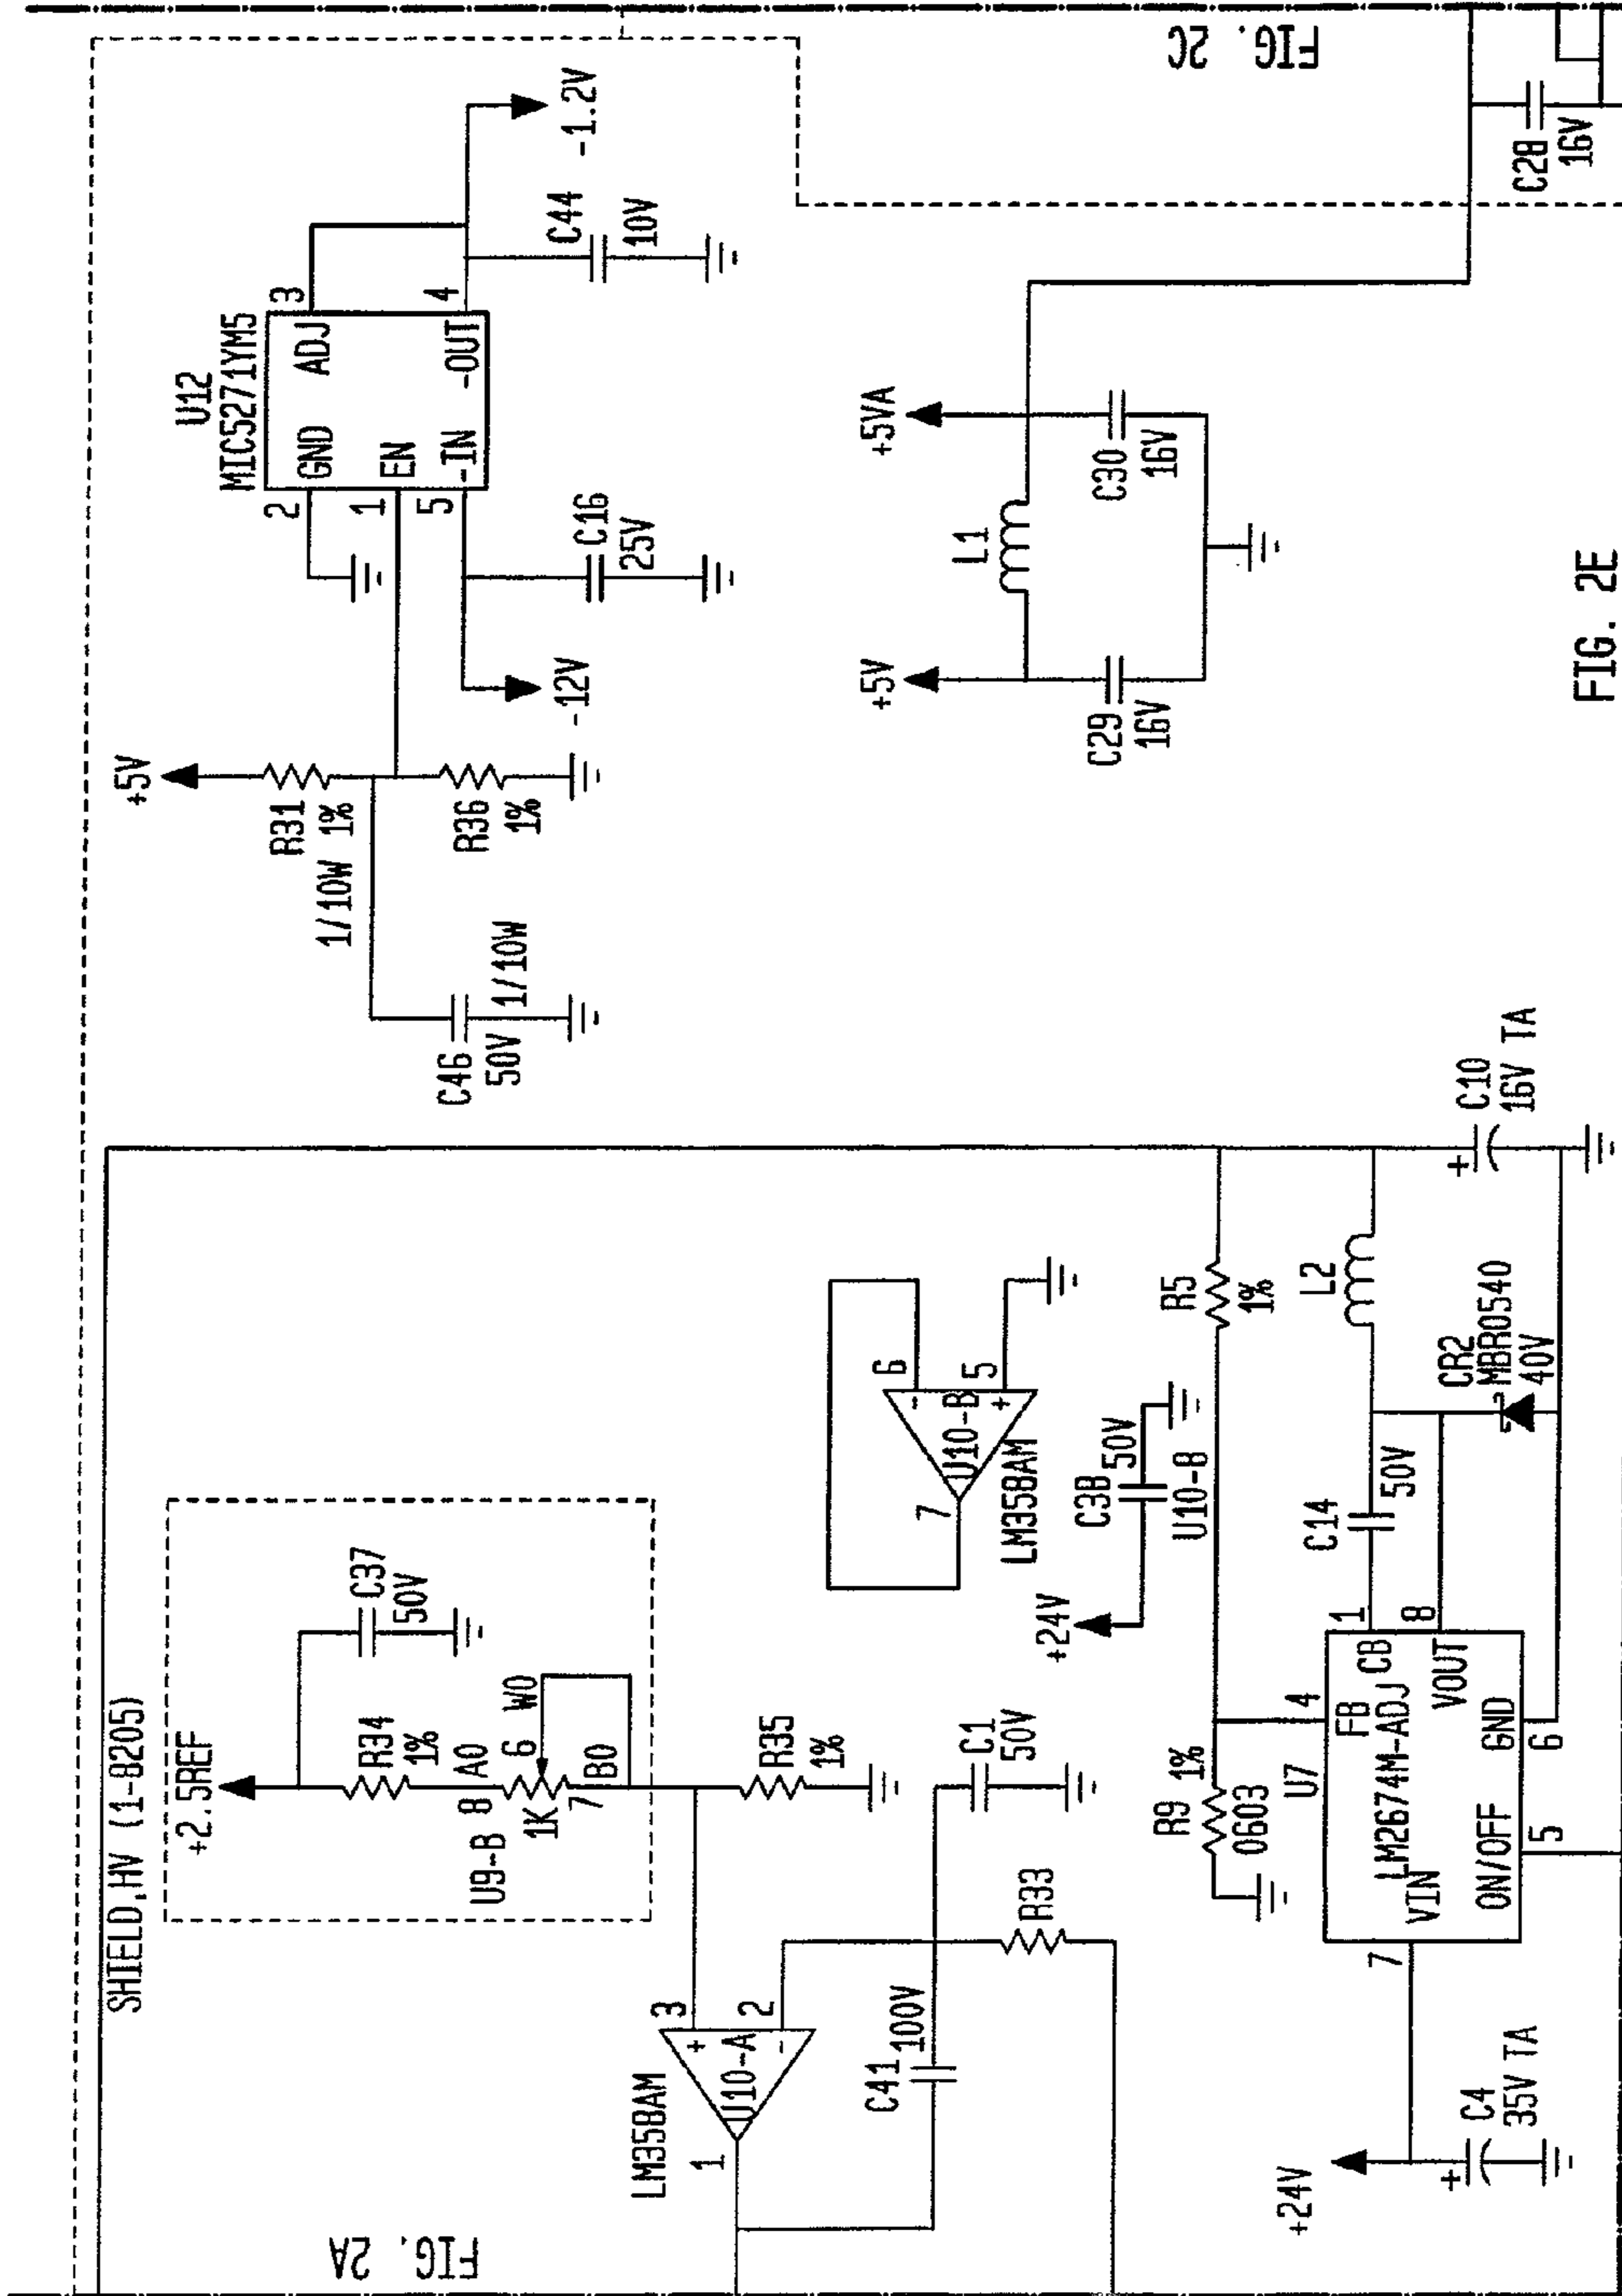 FIG. 2A
SHIELD,HV (1-8205)
+2.5REF
R34
1%
C37
50V
U9-B
8
A0
6
W0
1K
7
B0
R35
1%
LM358AM
3
+
U10-A
2
-
1
C41
100V
C1
50V
R33
6
-
U10-B
5
+
7
LM358AM
+24V
C3B
50V
U10-B
R9
1%
0603
R5
1%
U7
4
FB
LM2674M-ADJ
CB
1
VIN
7
VOUT
8
ON/OFF
5
GND
6
C14
50V
L2
CR2
MBR0540
40V
C10
+
16V TA
+24V
+
C4
35V TA
+5V
R31
1/10W 1%
R36
1%
C46
50V
1/10W
U12
MIC5271YM5
2
GND
ADJ
3
1
EN
5
-IN
-OUT
4
-12V
C16
25V
C44
10V
-1.2V
+5V
L1
+5VA
C29
16V
C30
16V
FIG. 2C
C28
16V
FIG. 2E